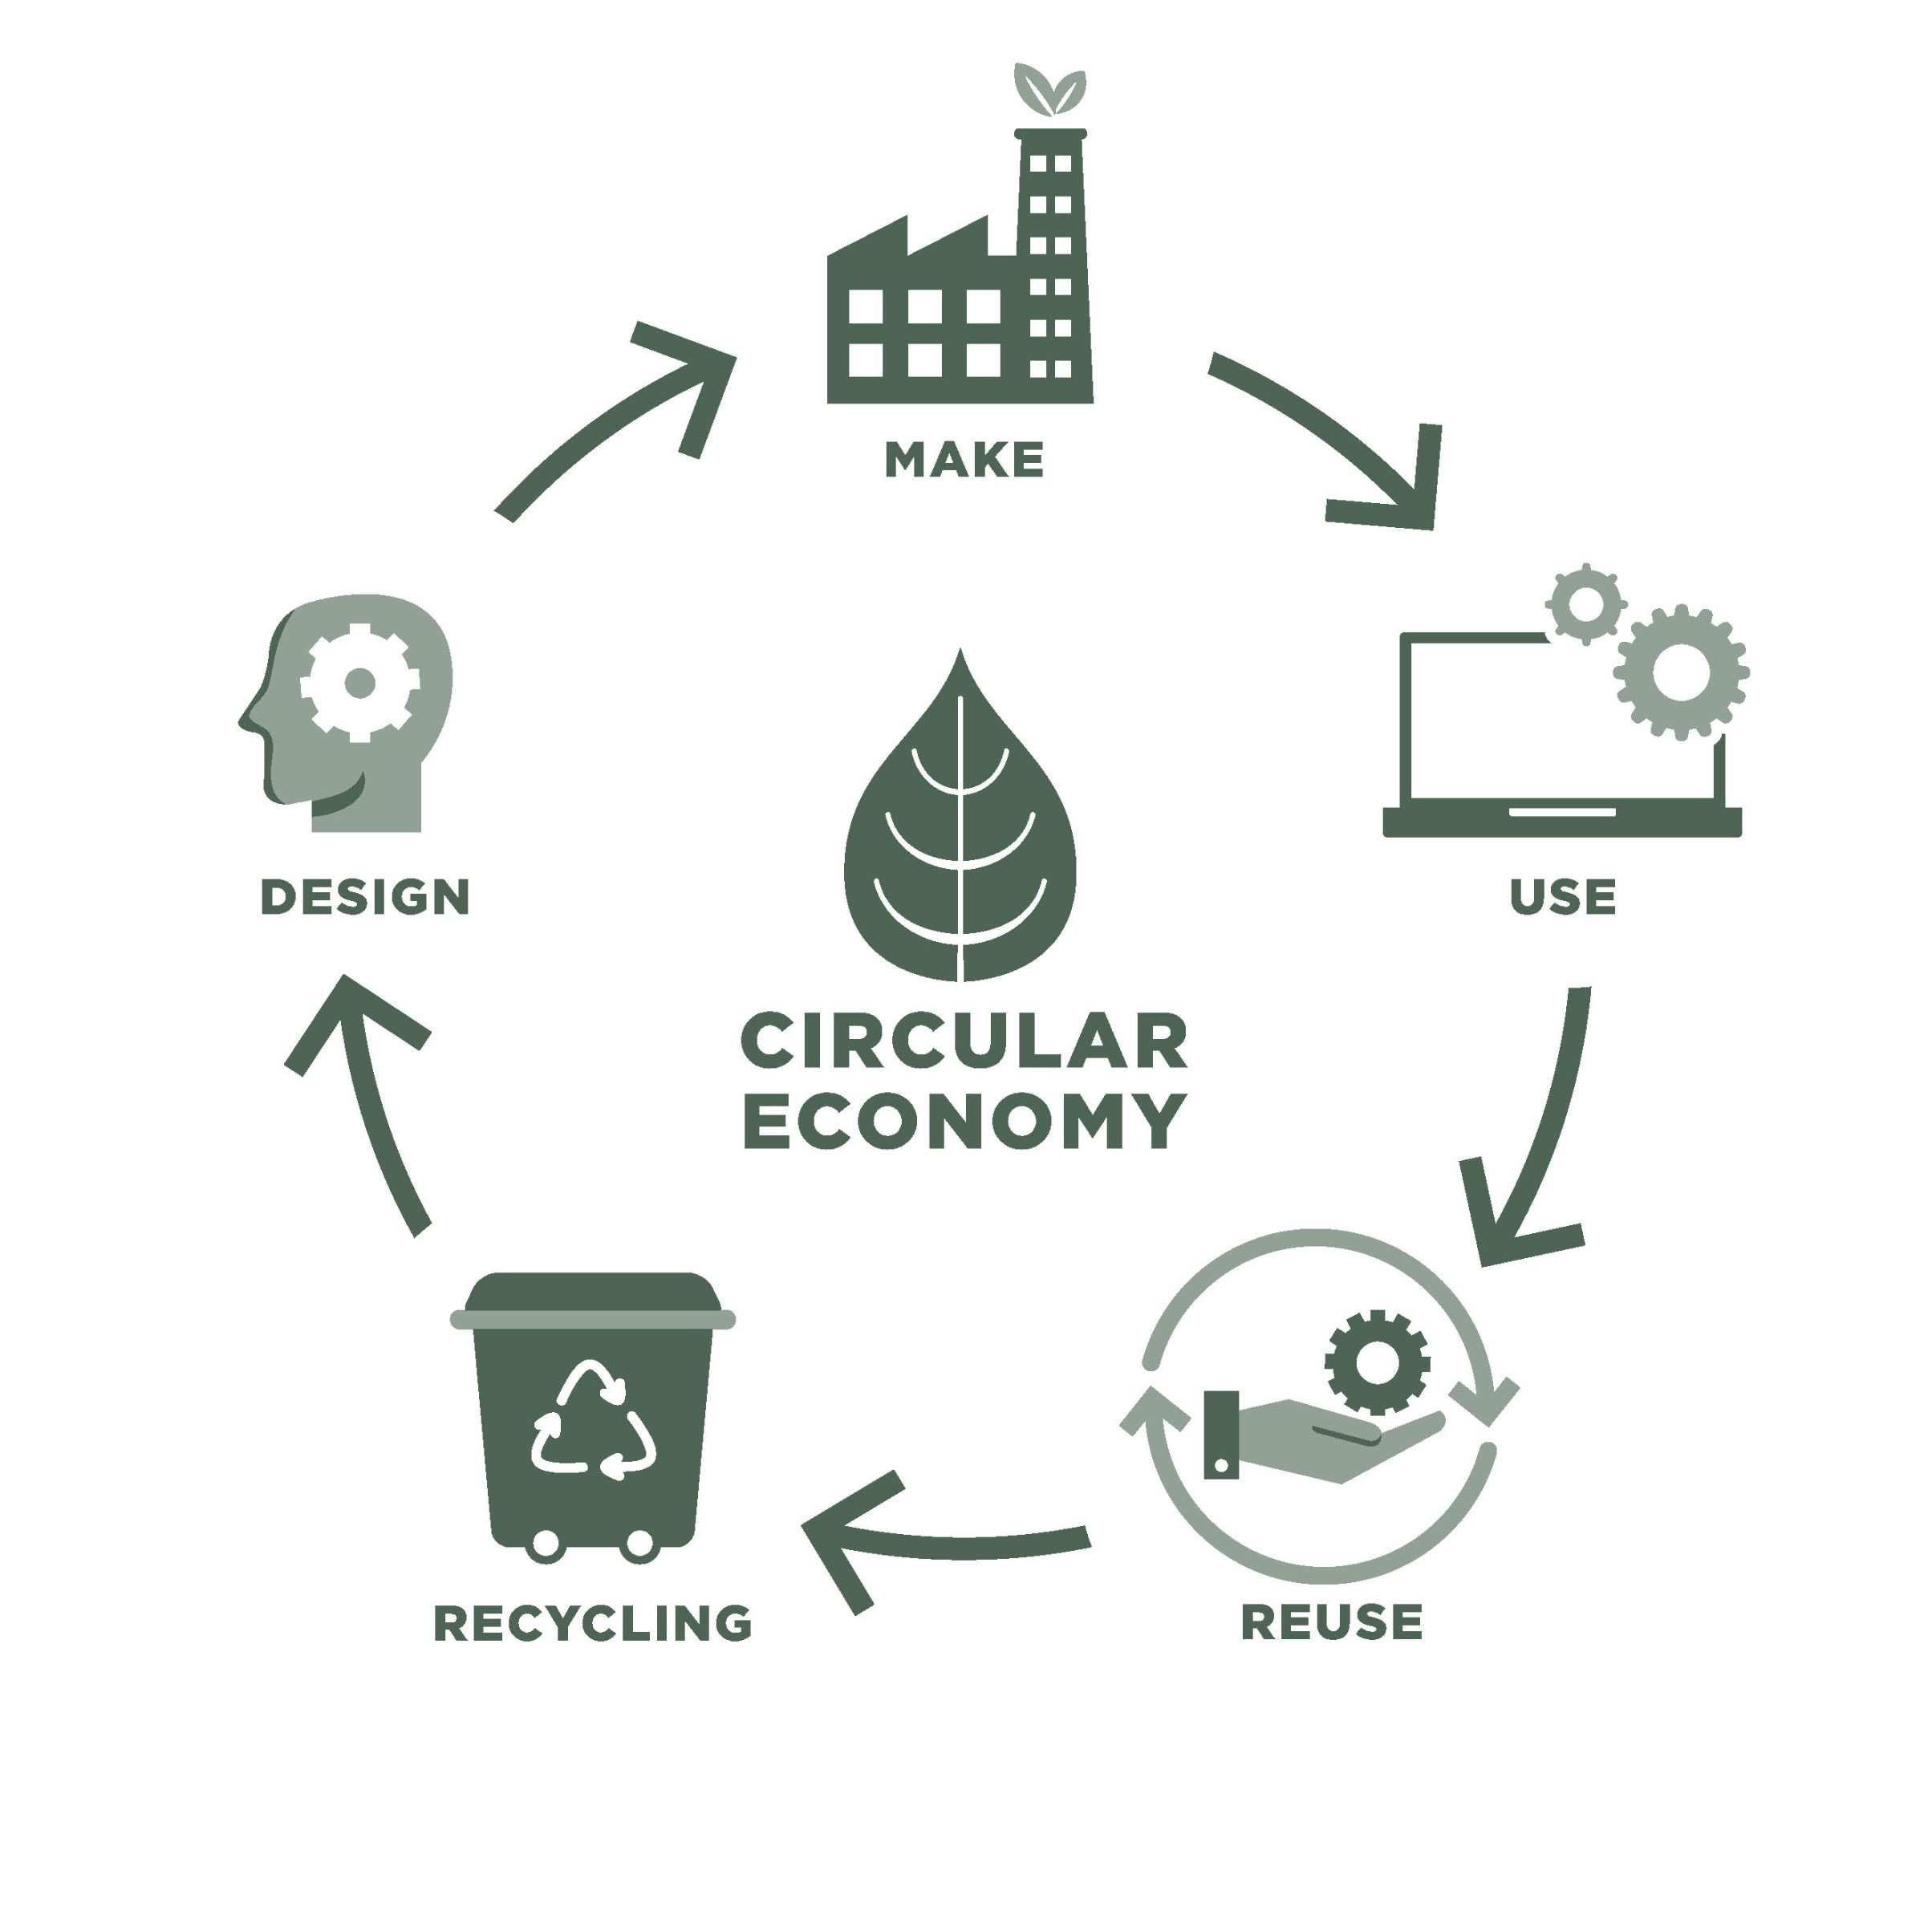 MAKE
DESIGN
USE
CIRCULAR
ECONOMY
RECYCLING
REUSE